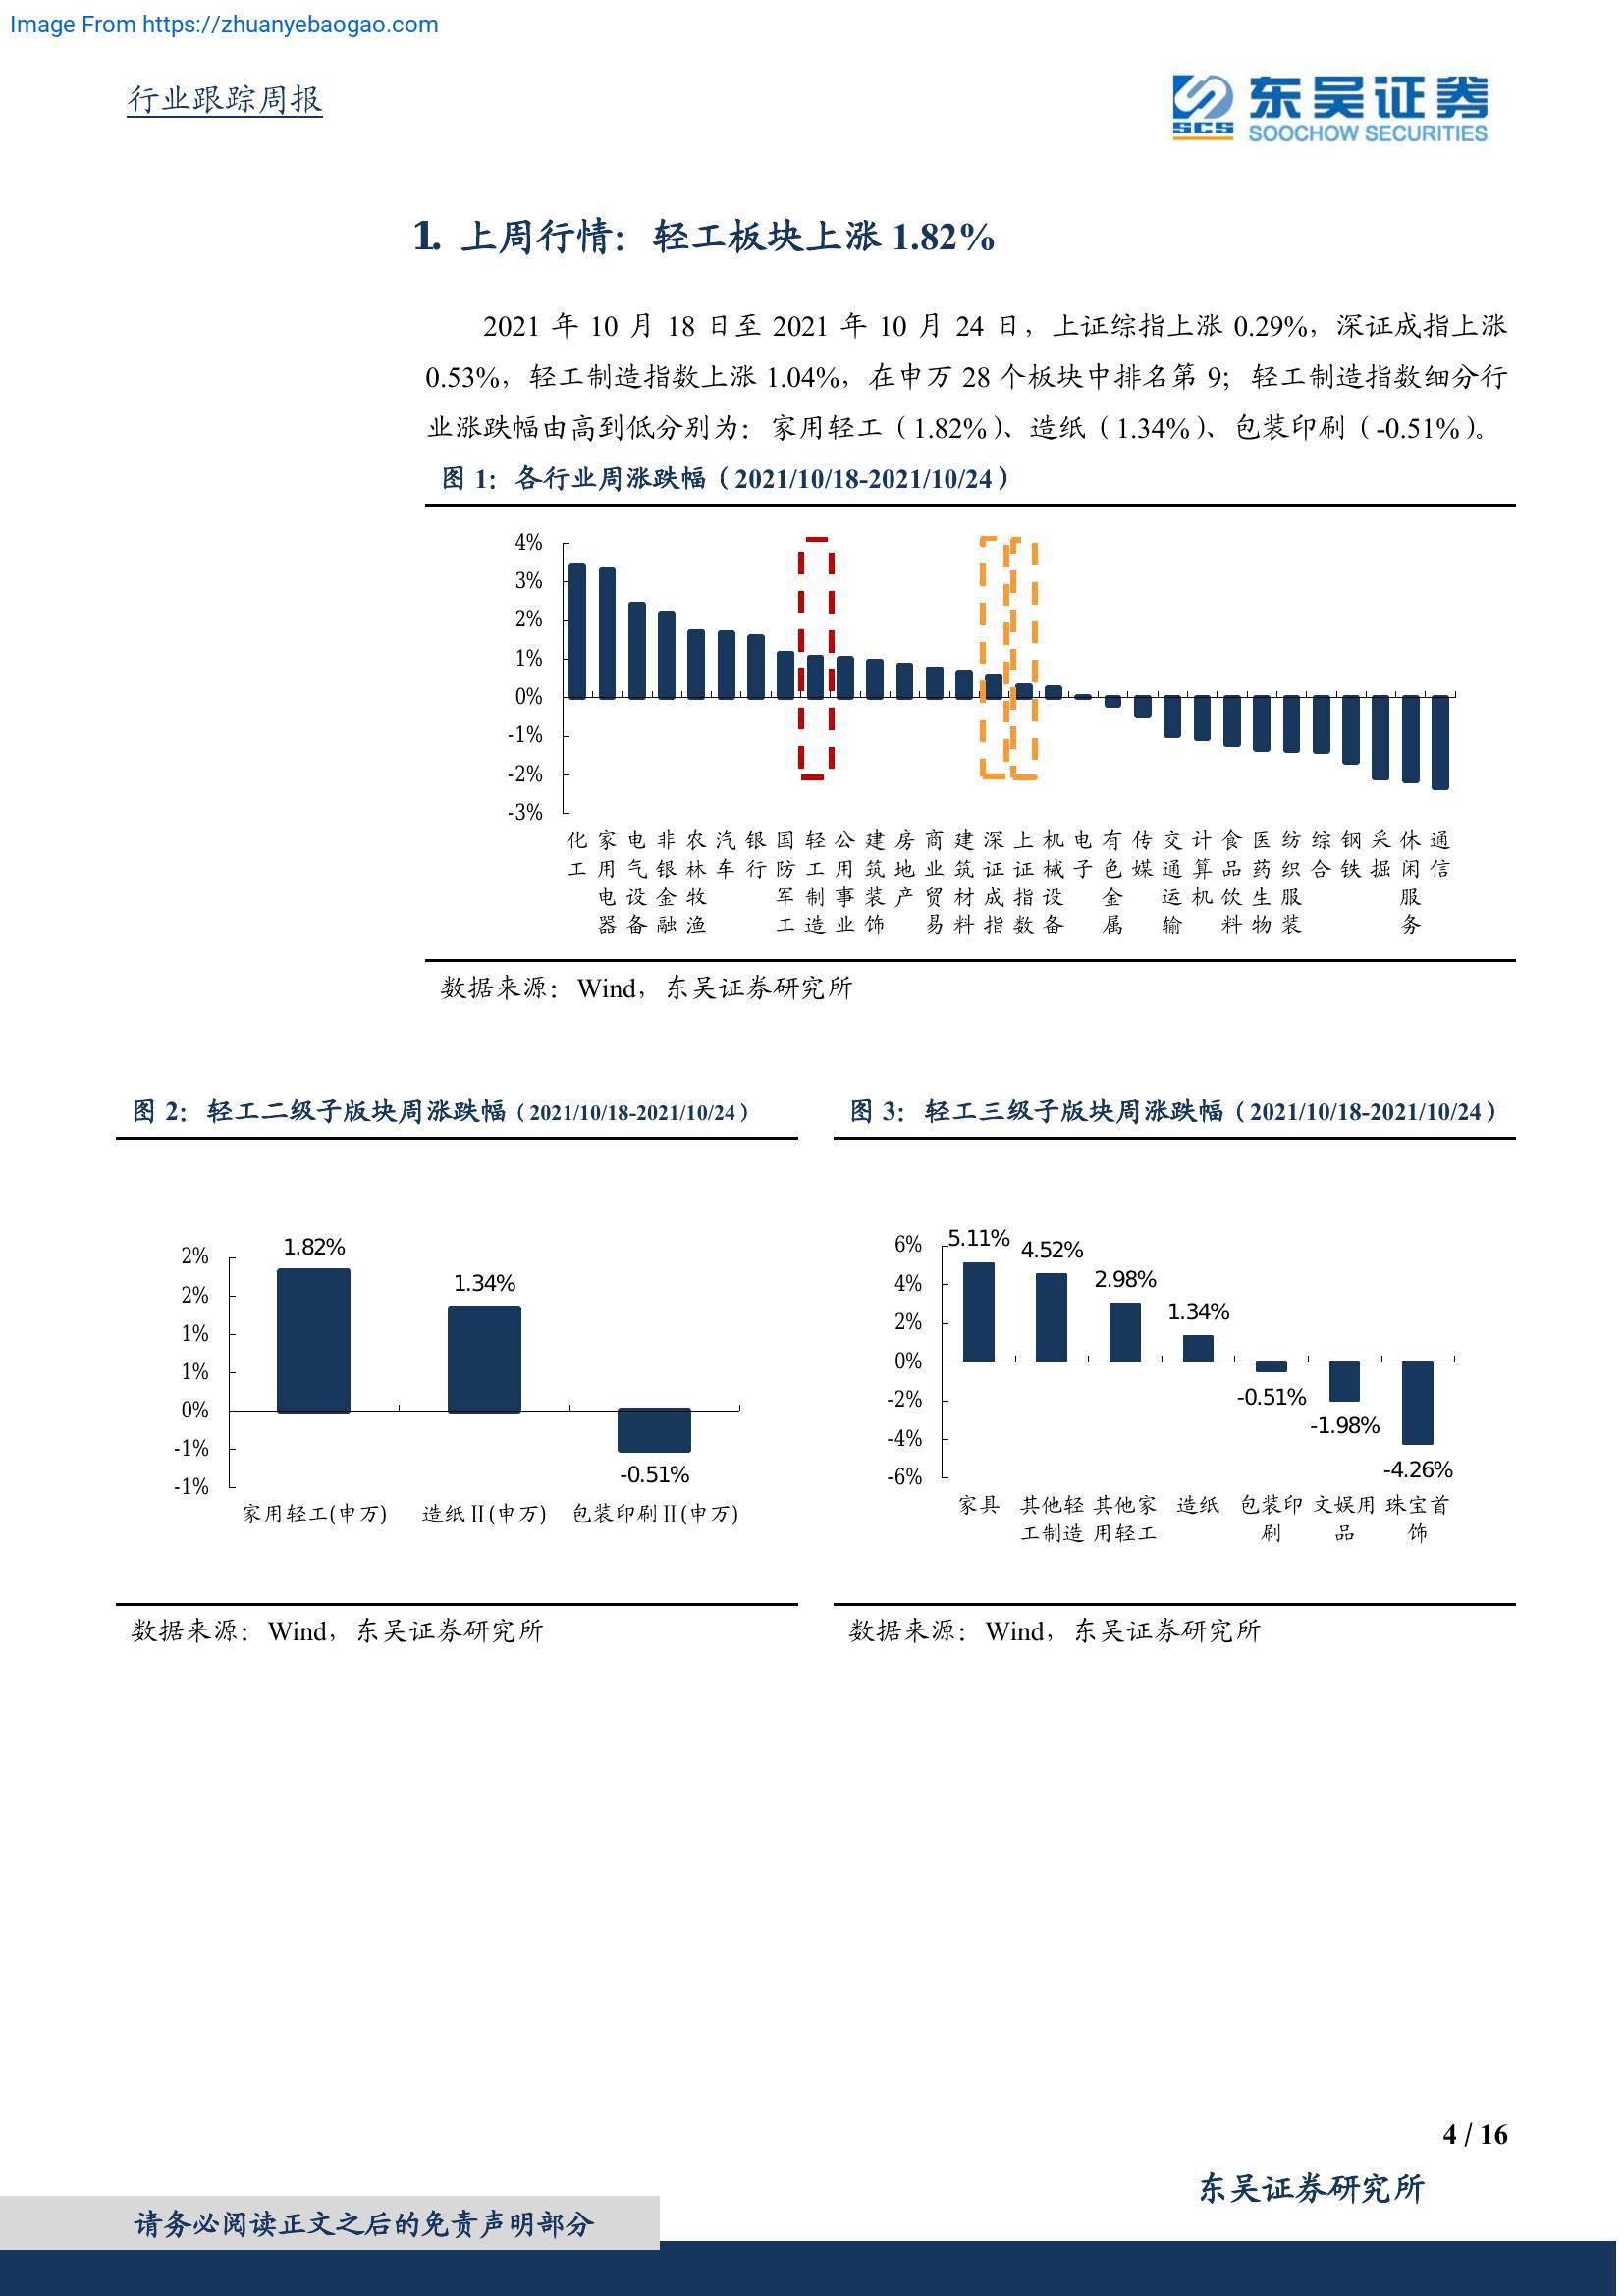 Image From https://zhuanyebaogao.com
行业跟踪周报
东吴证券
SCS
SOOCHOW SECURITIES
1. 上周行情：轻工板块上涨 1.82%
2021 年 10 月 18 日至 2021 年 10 月 24 日，上证综指上涨 0.29%，深证成指上涨
0.53%，轻工制造指数上涨 1.04%，在申万 28 个板块中排名第 9；轻工制造指数细分行
业涨跌幅由高到低分别为：家用轻工（1.82%）、造纸（1.34%）、包装印刷（-0.51%）。
图 1：各行业周涨跌幅（2021/10/18-2021/10/24）
4%
3%
2%
1%
0%
-1%
-2%
-3%
化工 家用电器 电气设备 非银金融 农林牧渔 汽车 银行 国防军工 轻工制造 公用事业 建筑装饰 房地产 商业贸易 建筑材料 深证成指 上证指数 机械设备 电子 有色金属 传媒 交通运输 计算机 食品饮料 医药生物 纺织服装 综合 钢铁 采掘 休闲服务 通信
数据来源：Wind，东吴证券研究所
图 2：轻工二级子版块周涨跌幅（2021/10/18-2021/10/24）
2%
2%
1%
1%
0%
-1%
-1%
1.82%
1.34%
-0.51%
家用轻工(申万) 造纸Ⅱ(申万) 包装印刷Ⅱ(申万)
数据来源：Wind，东吴证券研究所
图 3：轻工三级子版块周涨跌幅（2021/10/18-2021/10/24）
6%
4%
2%
0%
-2%
-4%
-6%
5.11%
4.52%
2.98%
1.34%
-0.51%
-1.98%
-4.26%
家具 其他轻工制造 其他家用轻工 造纸 包装印刷 文娱用品 珠宝首饰
数据来源：Wind，东吴证券研究所
4 / 16
东吴证券研究所
请务必阅读正文之后的免责声明部分